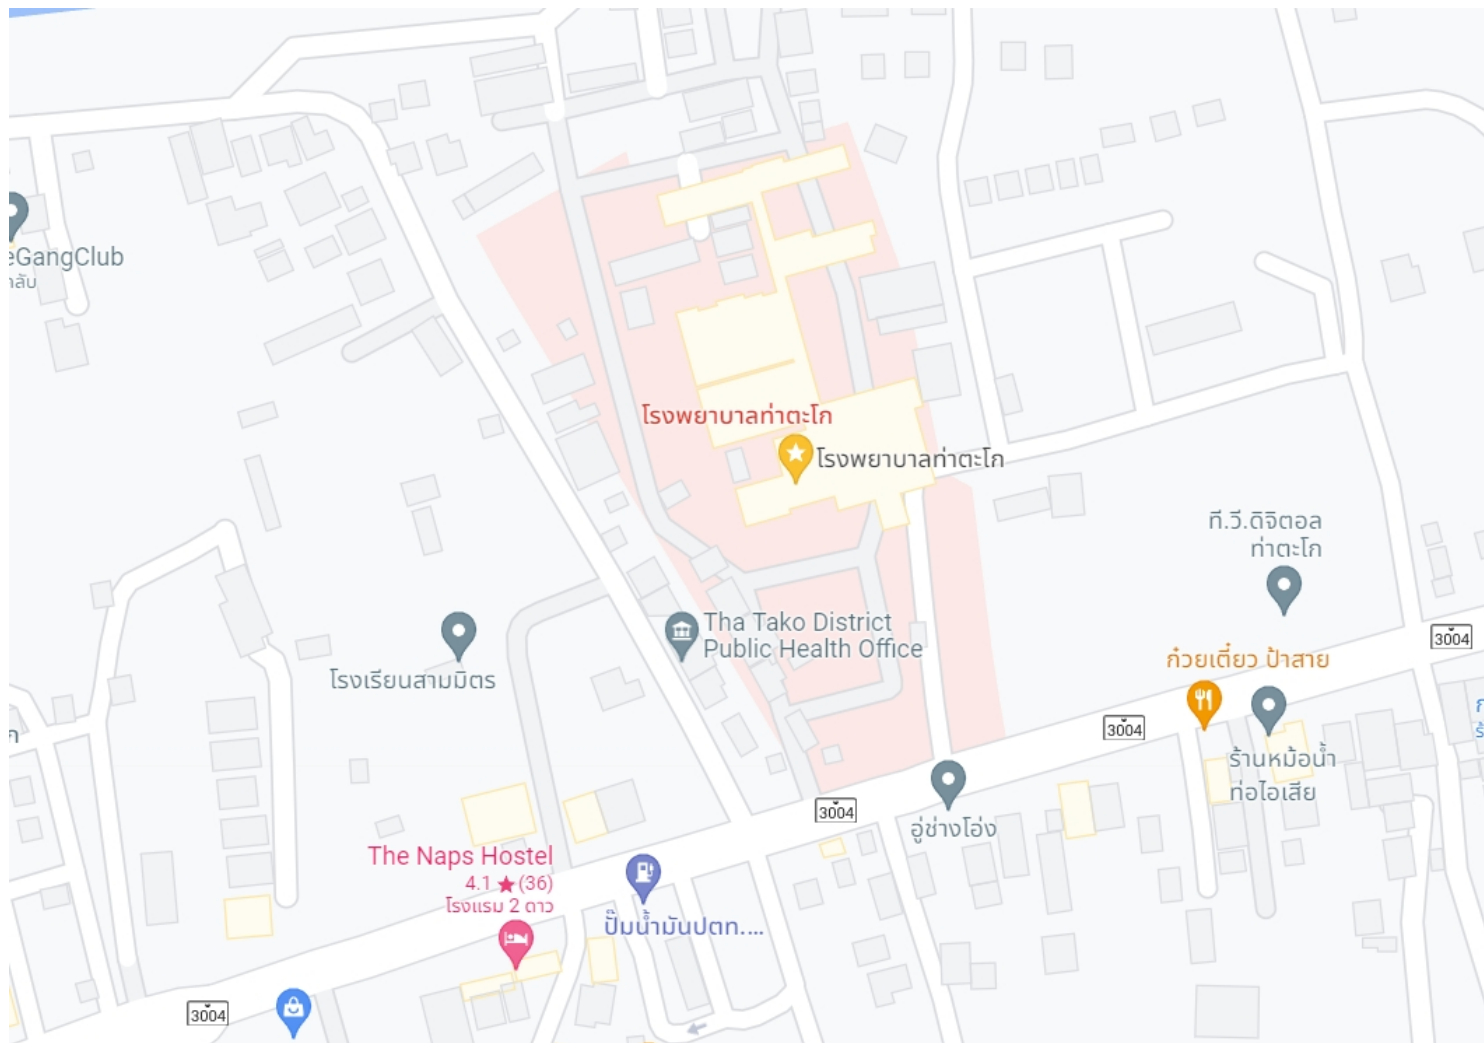 eGangClub
โรงพยาบาลท่าตะโก
โรงพยาบาลท่าตะโก
ที.วี.ดิจิตอล
ท่าตะโก
Tha Tako District
Public Health Office
โรงเรียนสามมิตร
3004
ก๋วยเตี๋ยว ป้าสาย
3004
ร้านหม้อน้ำ
ท่อไอเสีย
3004
อู่ช่างโอ่ง
The Naps Hostel
4.1 ★ (36)
โรงแรม 2 ดาว
ปั๊มน้ำมันปตท....
3004